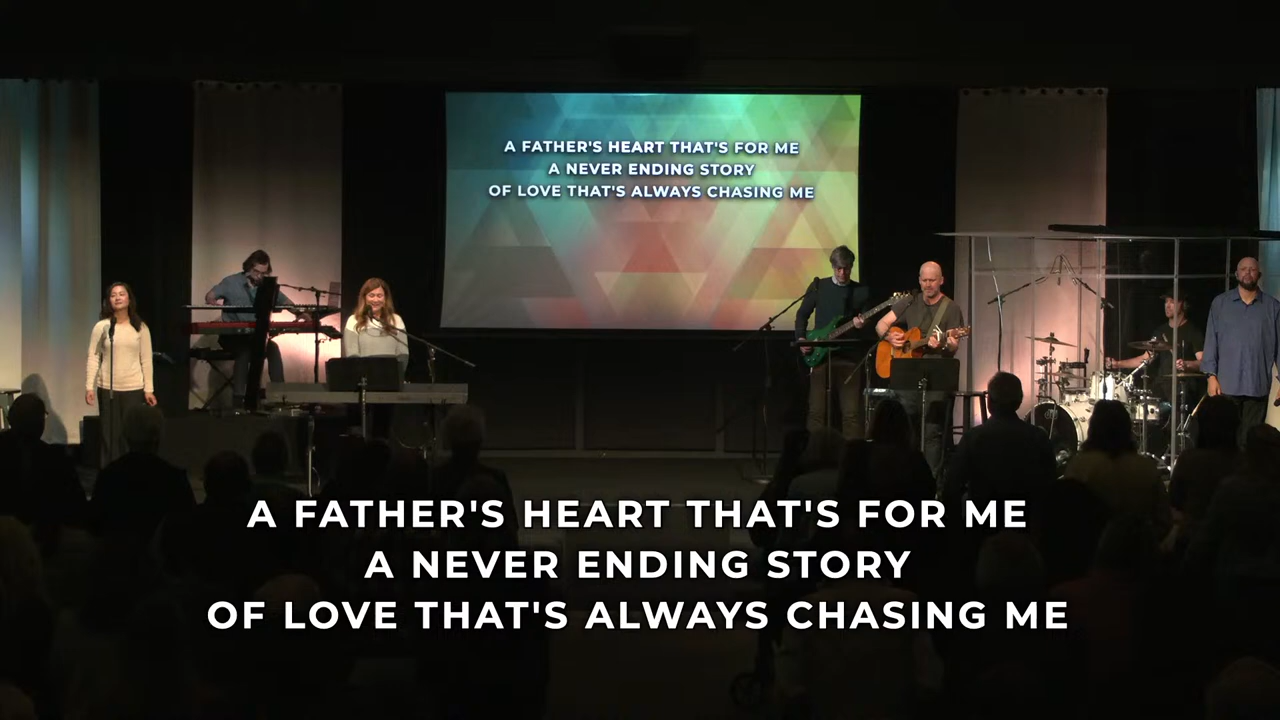 A FATHER'S HEART THAT'S FOR ME
A NEVER ENDING STORY
OF LOVE THAT'S ALWAYS CHASING ME
A FATHER'S HEART THAT'S FOR ME
A NEVER ENDING STORY
OF LOVE THAT'S ALWAYS CHASING ME